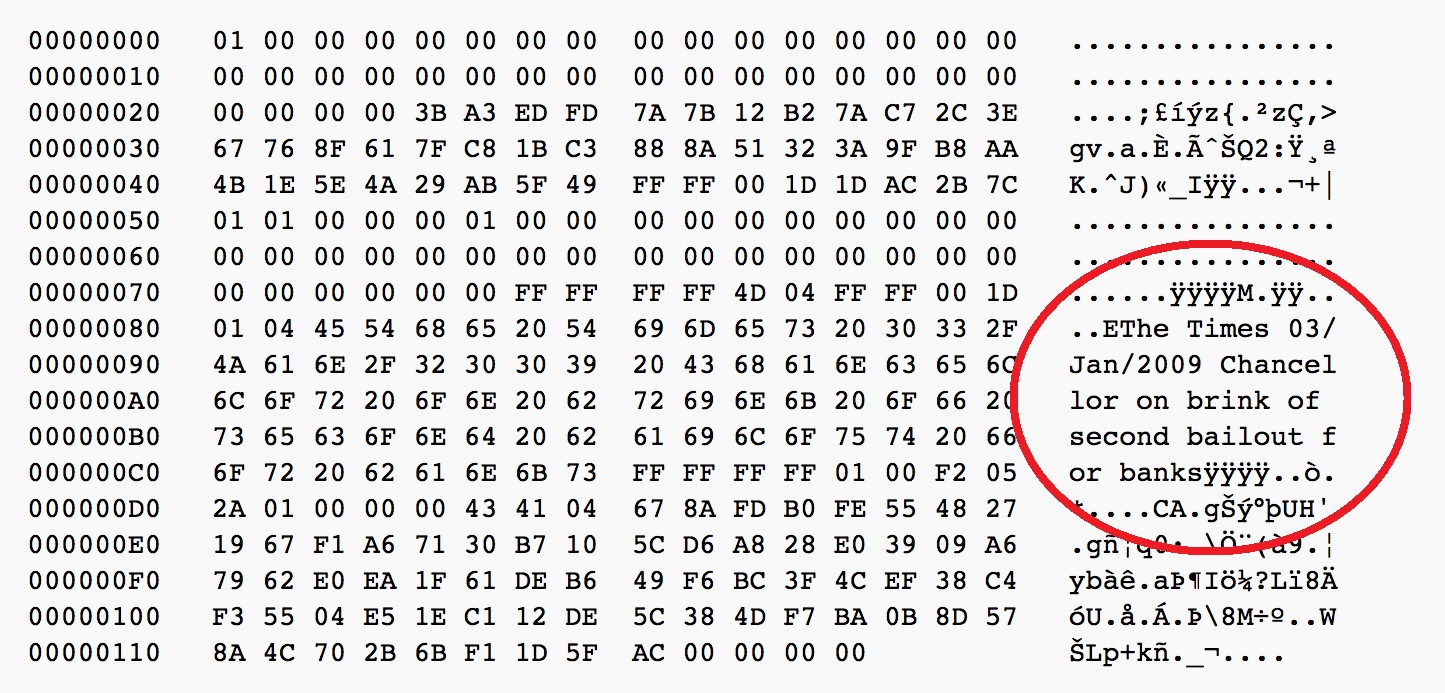 00000000 01 00 00 00 00 00 00 00 00 00 00 00 00 00 00 00 ................
00000010 00 00 00 00 00 00 00 00 00 00 00 00 00 00 00 00 ................
00000020 00 00 00 00 3B A3 ED FD 7A 7B 12 B2 7A C7 2C 3E ....;£íýz{.²zÇ,>
00000030 67 76 8F 61 7F C8 1B C3 88 8A 51 32 3A 9F B8 AA gv.a.È.ÃˆŠQ2:Ÿ¸ª
00000040 4B 1E 5E 4A 29 AB 5F 49 FF FF 00 1D 1D AC 2B 7C K.^J)«_Iÿÿ...¬+|
00000050 01 01 00 00 00 01 00 00 00 00 00 00 00 00 00 00 ................
00000060 00 00 00 00 00 00 00 00 00 00 00 00 00 00 00 00 ................
00000070 00 00 00 00 00 00 FF FF FF FF 4D 04 FF FF 00 1D ......ÿÿÿÿM.ÿÿ..
00000080 01 04 45 54 68 65 20 54 69 6D 65 73 20 30 33 2F ..EThe Times 03/
00000090 4A 61 6E 2F 32 30 30 39 20 43 68 61 6E 63 65 6C Jan/2009 Chancel
000000A0 6C 6F 72 20 6F 6E 20 62 72 69 6E 6B 20 6F 66 20 lor on brink of
000000B0 73 65 63 6F 6E 64 20 62 61 69 6C 6F 75 74 20 66 second bailout f
000000C0 6F 72 20 62 61 6E 6B 73 FF FF FF FF 01 00 F2 05 or banksÿÿÿÿ..ò.
000000D0 2A 01 00 00 00 43 41 04 67 8A FD B0 FE 55 48 27 *....CA.gŠý°þUH'
000000E0 19 67 F1 A6 71 30 B7 10 5C D6 A8 28 E0 39 09 A6 .gñ¦q0·.\Ö¨(à9.¦
000000F0 79 62 E0 EA 1F 61 DE B6 49 F6 BC 3F 4C EF 38 C4 ybàê.aÞ¶Iö¼?Lï8Ä
00000100 F3 55 04 E5 1E C1 12 DE 5C 38 4D F7 BA 0B 8D 57 óU.å.Á.Þ\8M÷º..W
00000110 8A 4C 70 2B 6B F1 1D 5F AC 00 00 00 00 ŠLp+kñ._¬....